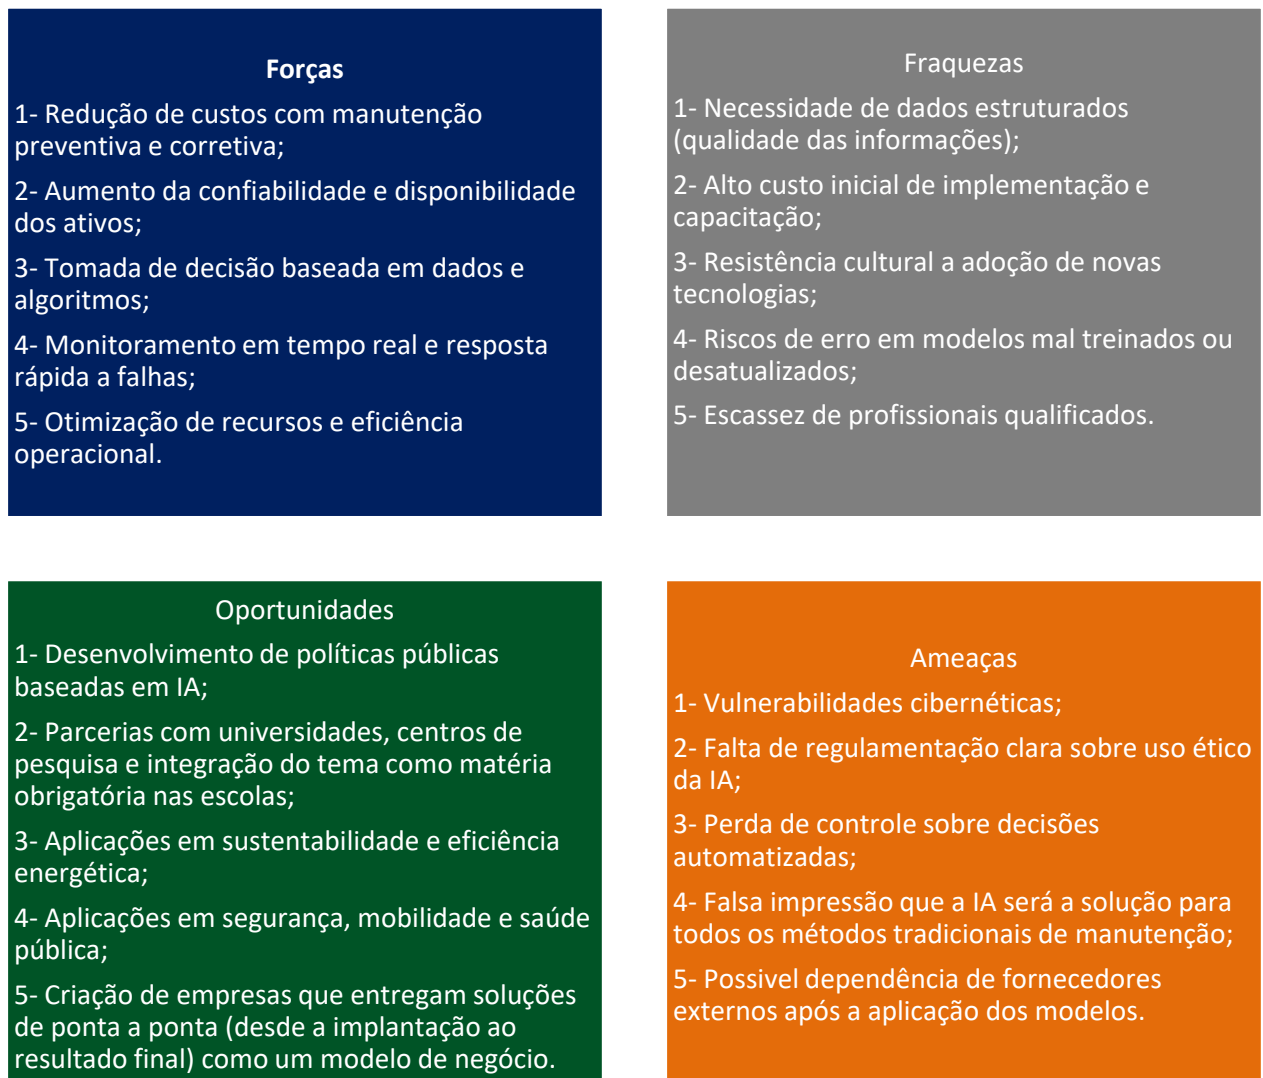 Forças
1- Redução de custos com manutenção
preventiva e corretiva;
2- Aumento da confiabilidade e disponibilidade
dos ativos;
3- Tomada de decisão baseada em dados e
algoritmos;
4- Monitoramento em tempo real e resposta
rápida a falhas;
5- Otimização de recursos e eficiência
operacional.
Fraquezas
1- Necessidade de dados estruturados
(qualidade das informações);
2- Alto custo inicial de implementação e
capacitação;
3- Resistência cultural a adoção de novas
tecnologias;
4- Riscos de erro em modelos mal treinados ou
desatualizados;
5- Escassez de profissionais qualificados.
Oportunidades
1- Desenvolvimento de políticas públicas
baseadas em IA;
2- Parcerias com universidades, centros de
pesquisa e integração do tema como matéria
obrigatória nas escolas;
3- Aplicações em sustentabilidade e eficiência
energética;
4- Aplicações em segurança, mobilidade e saúde
pública;
5- Criação de empresas que entregam soluções
de ponta a ponta (desde a implantação ao
resultado final) como um modelo de negócio.
Ameaças
1- Vulnerabilidades cibernéticas;
2- Falta de regulamentação clara sobre uso ético
da IA;
3- Perda de controle sobre decisões
automatizadas;
4- Falsa impressão que a IA será a solução para
todos os métodos tradicionais de manutenção;
5- Possivel dependência de fornecedores
externos após a aplicação dos modelos.